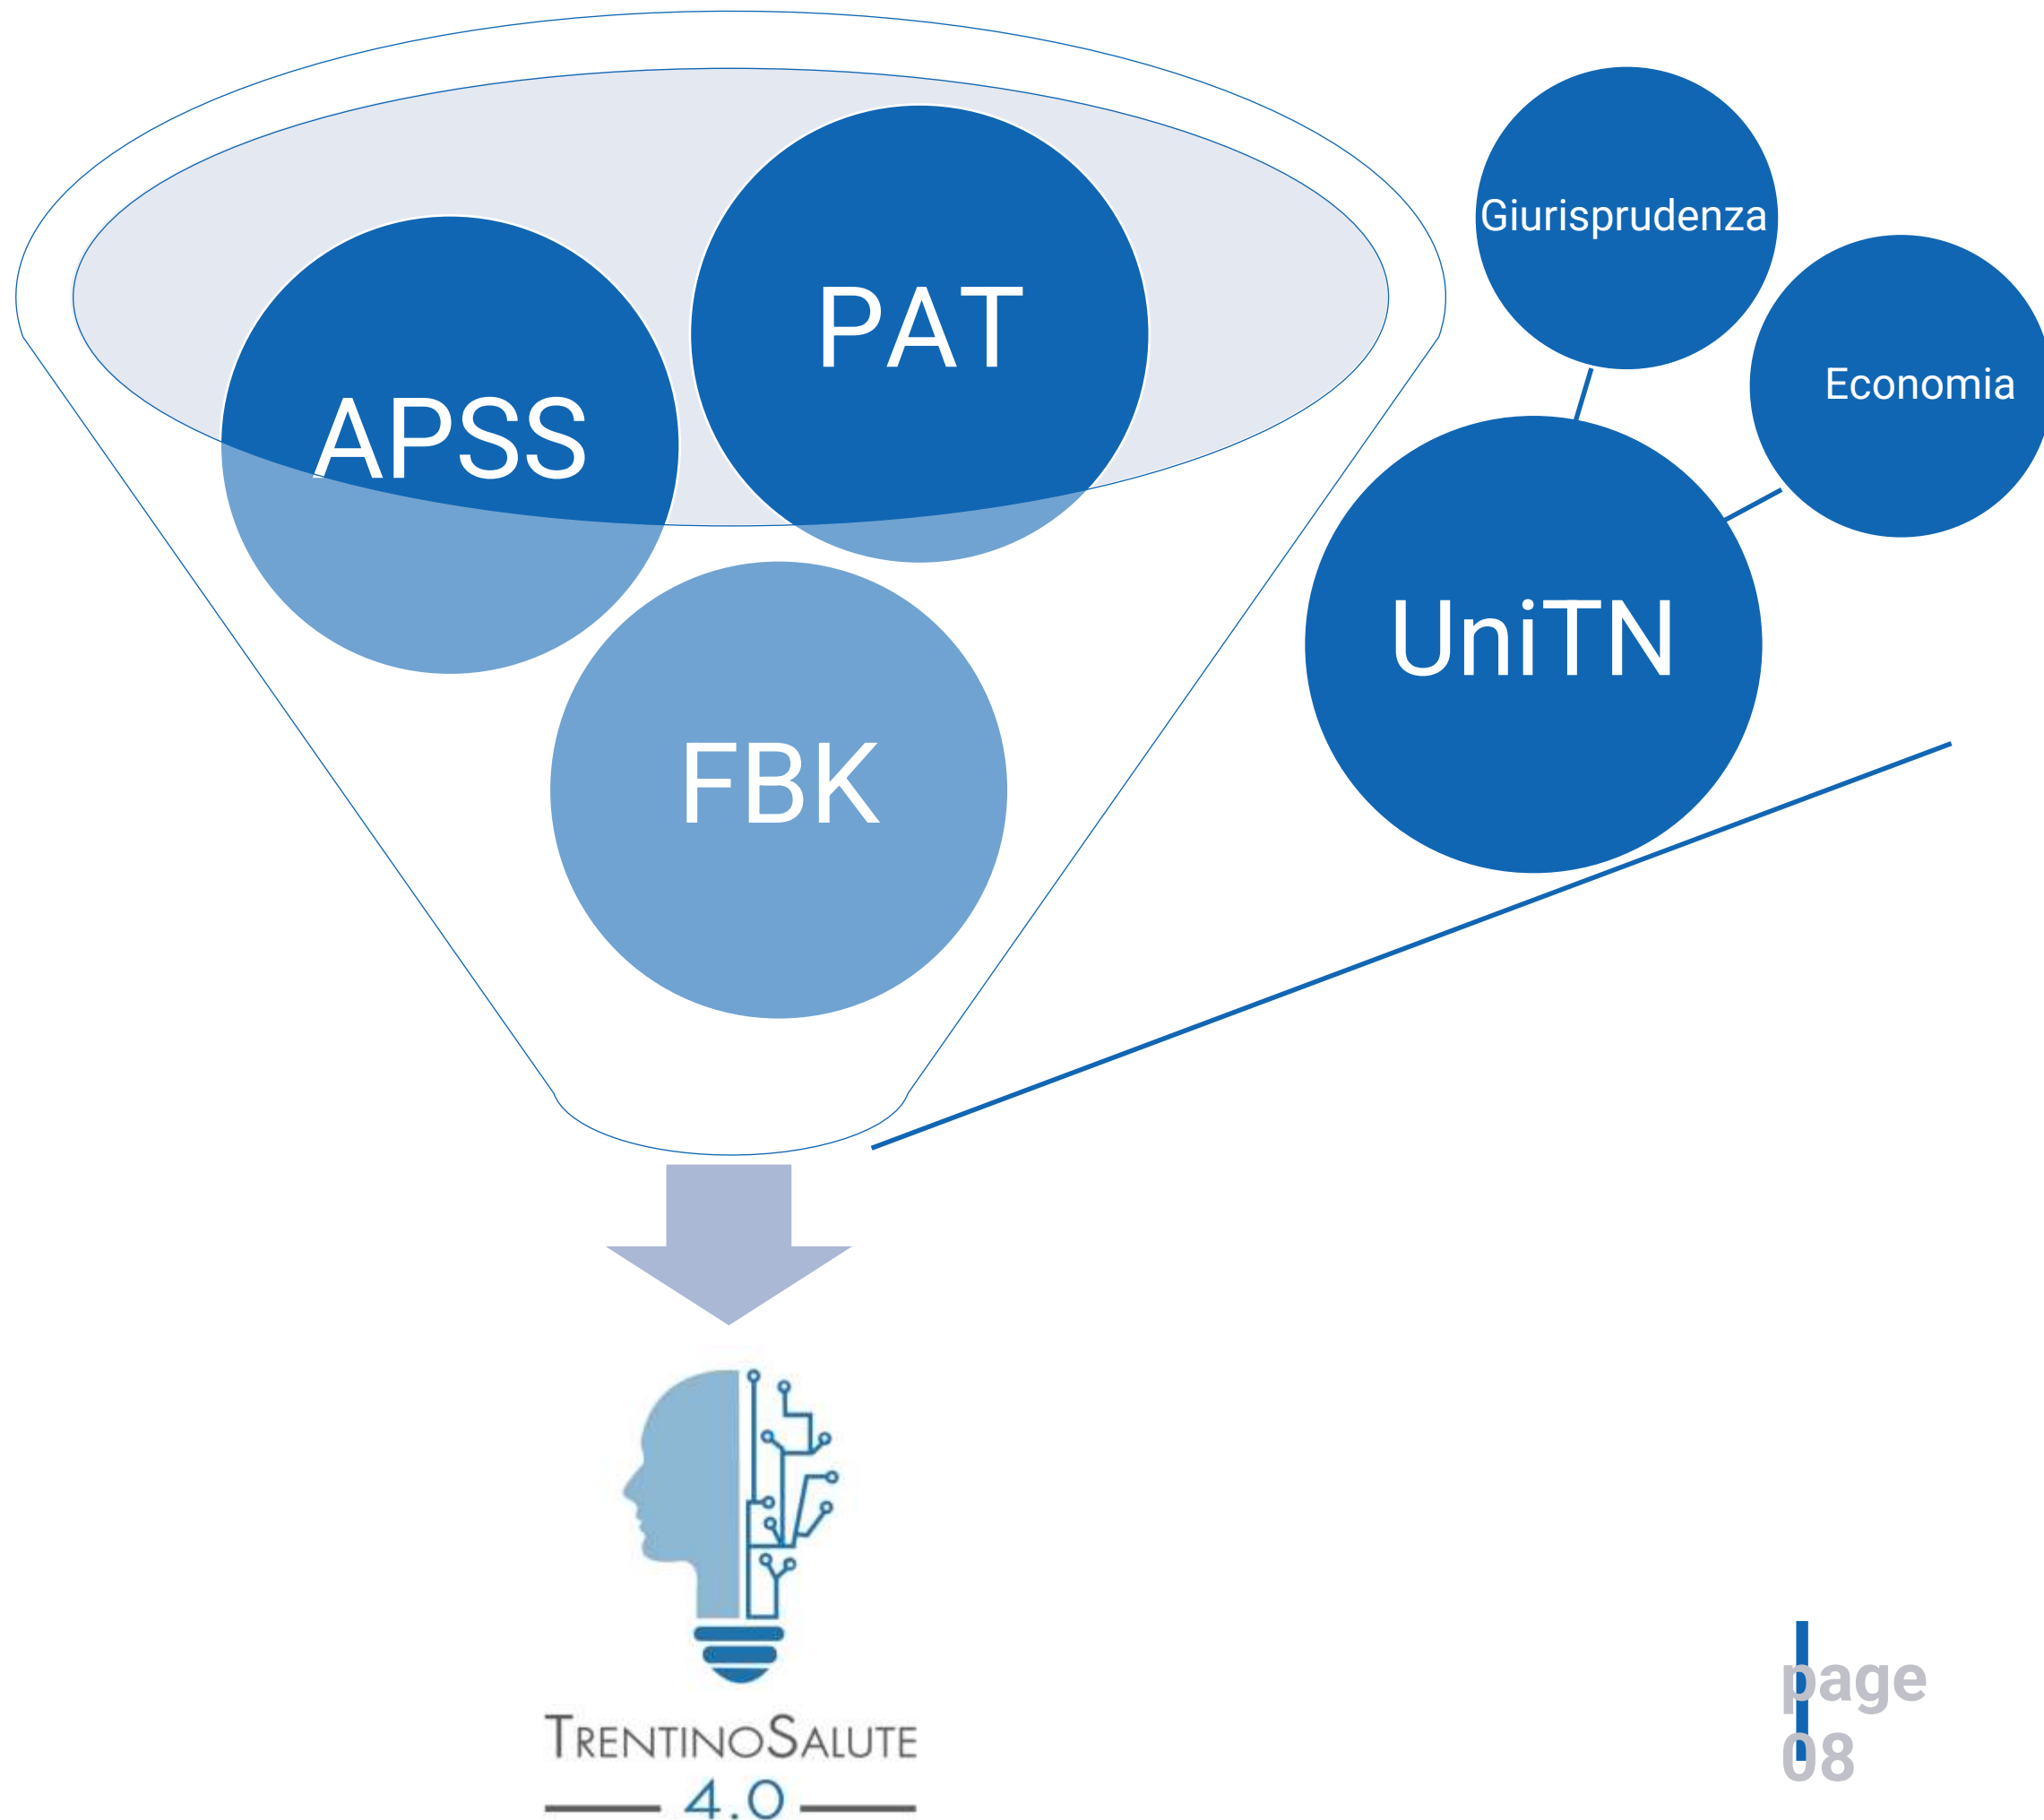 Giurisprudenza
PAT
Economia
APSS
UniTN
FBK
TRENTINOSALUTE
4.0
page
08